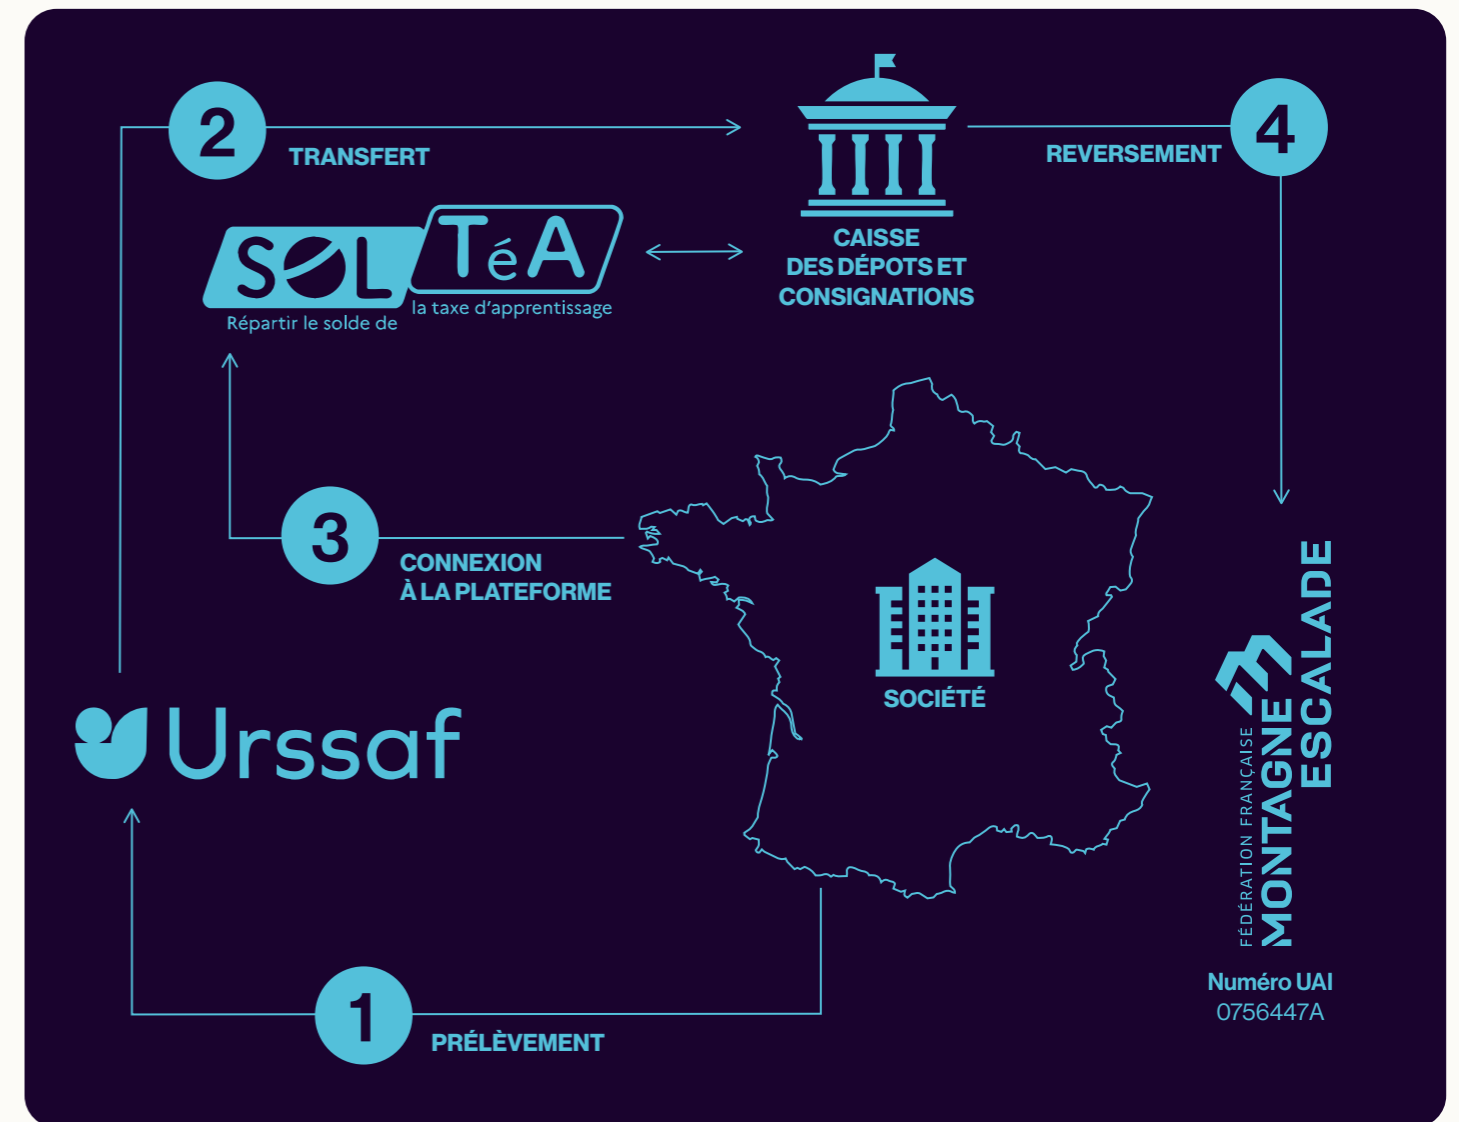 2
TRANSFERT
4
REVERSEMENT
SOL
TéA
Répartir le solde de
la taxe d'apprentissage
CAISSE
DES DÉPOTS ET
CONSIGNATIONS
3
CONNEXION
À LA PLATEFORME
SOCIÉTÉ
Urssaf
FÉDÉRATION FRANÇAISE
MONTAGNE
ESCALADE
Numéro UAI
0756447A
1
PRÉLÈVEMENT